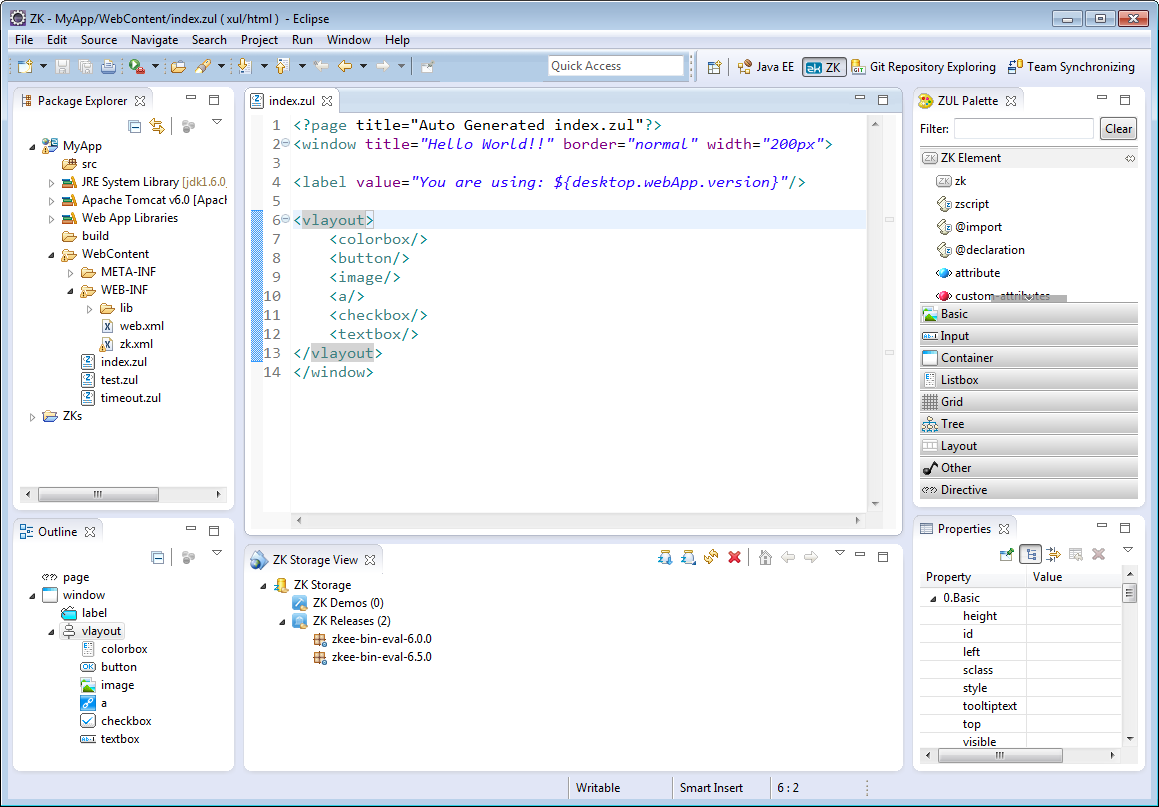 ZK - MyApp/WebContent/index.zul ( xul/html ) - Eclipse
File Edit Source Navigate Search Project Run Window Help
Quick Access
Java EE
ZK
Git Repository Exploring
Team Synchronizing
Package Explorer
MyApp
src
JRE System Library [jdk1.6.0_
Apache Tomcat v6.0 [Apach
Web App Libraries
build
WebContent
META-INF
WEB-INF
lib
web.xml
zk.xml
index.zul
test.zul
timeout.zul
ZKs
index.zul
1 <?page title="Auto Generated index.zul"?>
2 <window title="Hello World!!" border="normal" width="200px">
3
4 <label value="You are using: ${desktop.webApp.version}"/>
5
6 <vlayout>
7 <colorbox/>
8 <button/>
9 <image/>
10 <a/>
11 <checkbox/>
12 <textbox/>
13 </vlayout>
14 </window>
ZUL Palette
Filter:
Clear
ZK Element
zk
zscript
@import
@declaration
attribute
custom-attributes
Basic
Input
Container
Listbox
Grid
Tree
Layout
Other
Directive
Outline
page
window
label
vlayout
colorbox
button
image
a
checkbox
textbox
ZK Storage View
ZK Storage
ZK Demos (0)
ZK Releases (2)
zkee-bin-eval-6.0.0
zkee-bin-eval-6.5.0
Properties
Property Value
0.Basic
height
id
left
sclass
style
tooltiptext
top
visible
Writable
Smart Insert
6 : 2